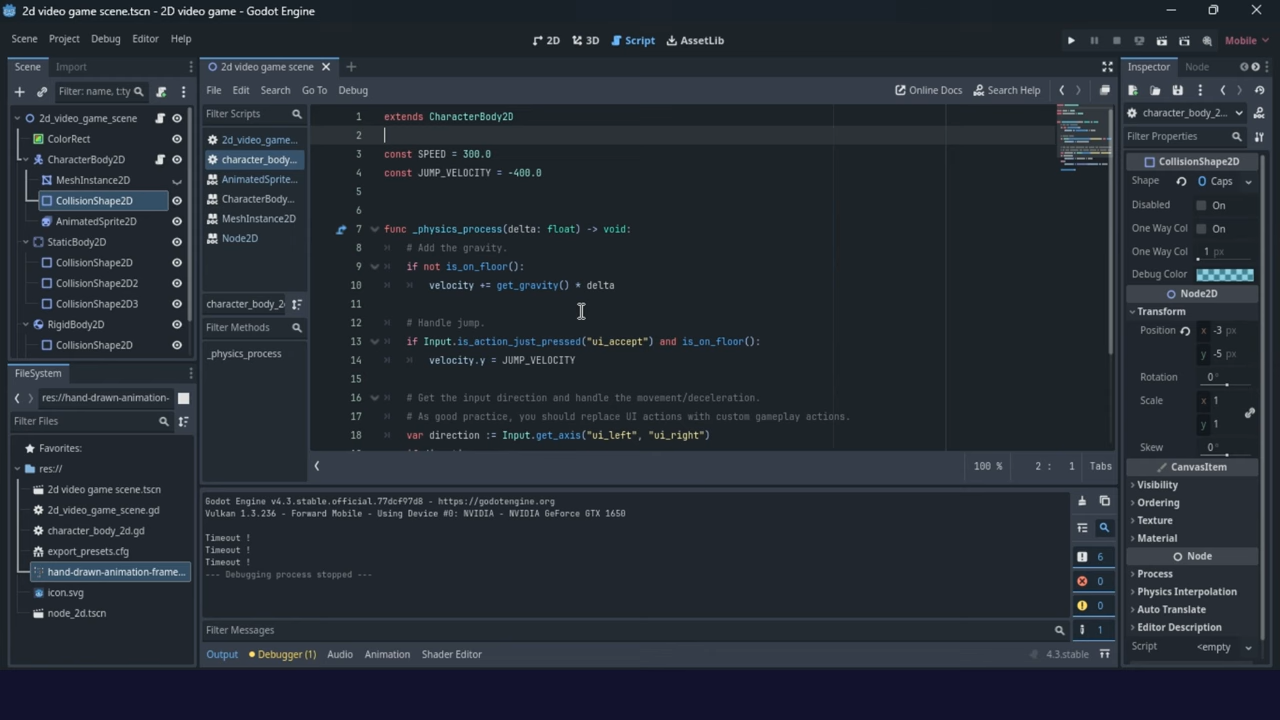 2d video game scene.tscn - 2D video game - Godot Engine
Scene Project Debug Editor Help
2D 3D Script AssetLib
Mobile
Scene Import
Filter: name, t:ty
2d_video_game_scene
ColorRect
CharacterBody2D
MeshInstance2D
CollisionShape2D
AnimatedSprite2D
StaticBody2D
CollisionShape2D
CollisionShape2D2
CollisionShape2D3
RigidBody2D
CollisionShape2D
FileSystem
res://hand-drawn-animation-
Filter Files
Favorites:
res://
2d video game scene.tscn
2d_video_game_scene.gd
character_body_2d.gd
export_presets.cfg
hand-drawn-animation-frame...
icon.svg
node_2d.tscn
2d video game scene
File Edit Search Go To Debug
Online Docs Search Help
Filter Scripts
2d_video_game...
character_body...
AnimatedSprite...
CharacterBody...
MeshInstance2D
Node2D
character_body_2
Filter Methods
_physics_process
1 extends CharacterBody2D
2
3 const SPEED = 300.0
4 const JUMP_VELOCITY = -400.0
5
6
7 func _physics_process(delta: float) -> void:
8 # Add the gravity.
9 if not is_on_floor():
10 velocity += get_gravity() * delta
11
12 # Handle jump.
13 if Input.is_action_just_pressed("ui_accept") and is_on_floor():
14 velocity.y = JUMP_VELOCITY
15
16 # Get the input direction and handle the movement/deceleration.
17 # As good practice, you should replace UI actions with custom gameplay actions.
18 var direction := Input.get_axis("ui_left", "ui_right")
100 % 2 : 1 Tabs
Godot Engine v4.3.stable.official.77dcf97d8 - https://godotengine.org
Vulkan 1.3.236 - Forward Mobile - Using Device #0: NVIDIA - NVIDIA GeForce GTX 1650
Timeout !
Timeout !
Timeout !
--- Debugging process stopped ---
6
0
0
1
Filter Messages
Output Debugger (1) Audio Animation Shader Editor
4.3.stable
Inspector Node
character_body_2...
Filter Properties
CollisionShape2D
Shape Caps
Disabled On
One Way Col On
One Way Col 1 px
Debug Color
Node2D
Transform
Position x -3 px
y -5 px
Rotation 0°
Scale x 1
y 1
Skew 0°
CanvasItem
Visibility
Ordering
Texture
Material
Node
Process
Physics Interpolation
Auto Translate
Editor Description
Script <empty